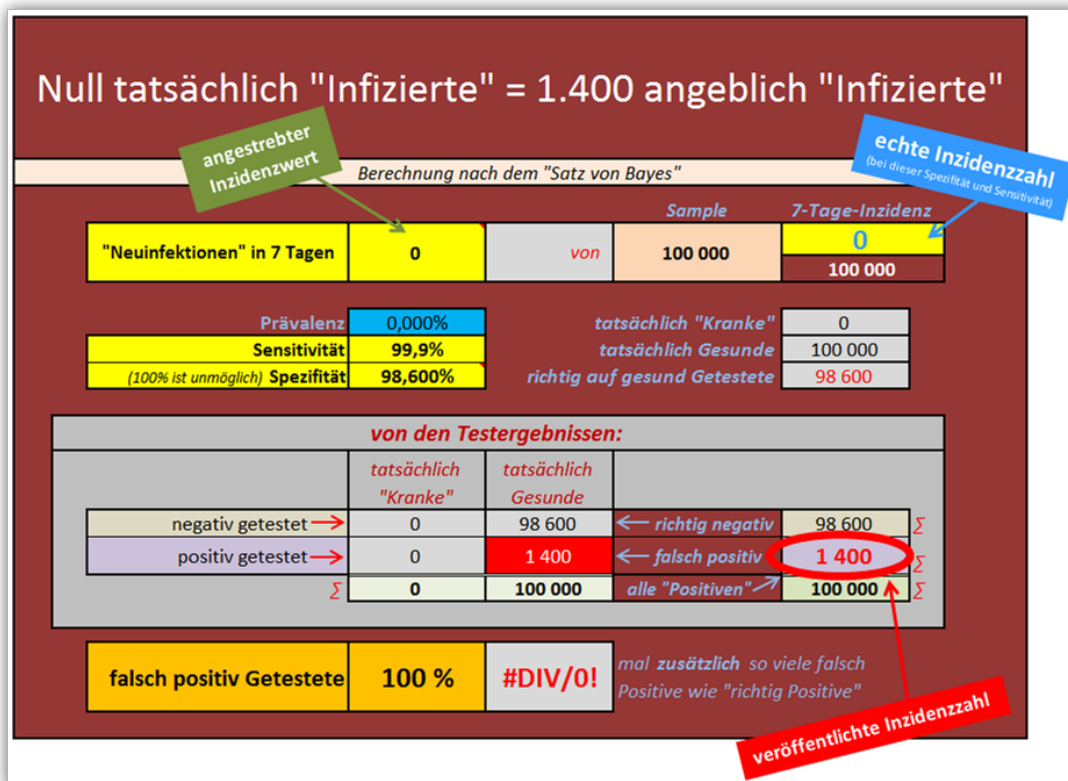 Null tatsächlich "Infizierte" = 1.400 angeblich "Infizierte"
angestrebter
Inzidenzwert
echte Inzidenzzahl
(bei dieser Spezifität und Sensitivität)
Berechnung nach dem "Satz von Bayes"
Sample 7-Tage-Inzidenz
"Neuinfektionen" in 7 Tagen 0 von 100 000 0
100 000
Prävalenz 0,000% tatsächlich "Kranke" 0
Sensitivität 99,9% tatsächlich Gesunde 100 000
(100% ist unmöglich) Spezifität 98,600% richtig auf gesund Getestete 98 600
von den Testergebnissen:
tatsächlich tatsächlich
"Kranke" Gesunde
negativ getestet 0 98 600 richtig negativ 98 600 Σ
positiv getestet 0 1 400 falsch positiv 1 400 Σ
Σ 0 100 000 alle "Positiven" 100 000 Σ
falsch positiv Getestete 100 % #DIV/0!
mal zusätzlich so viele falsch
Positive wie "richtig Positive"
veröffentlichte Inzidenzzahl